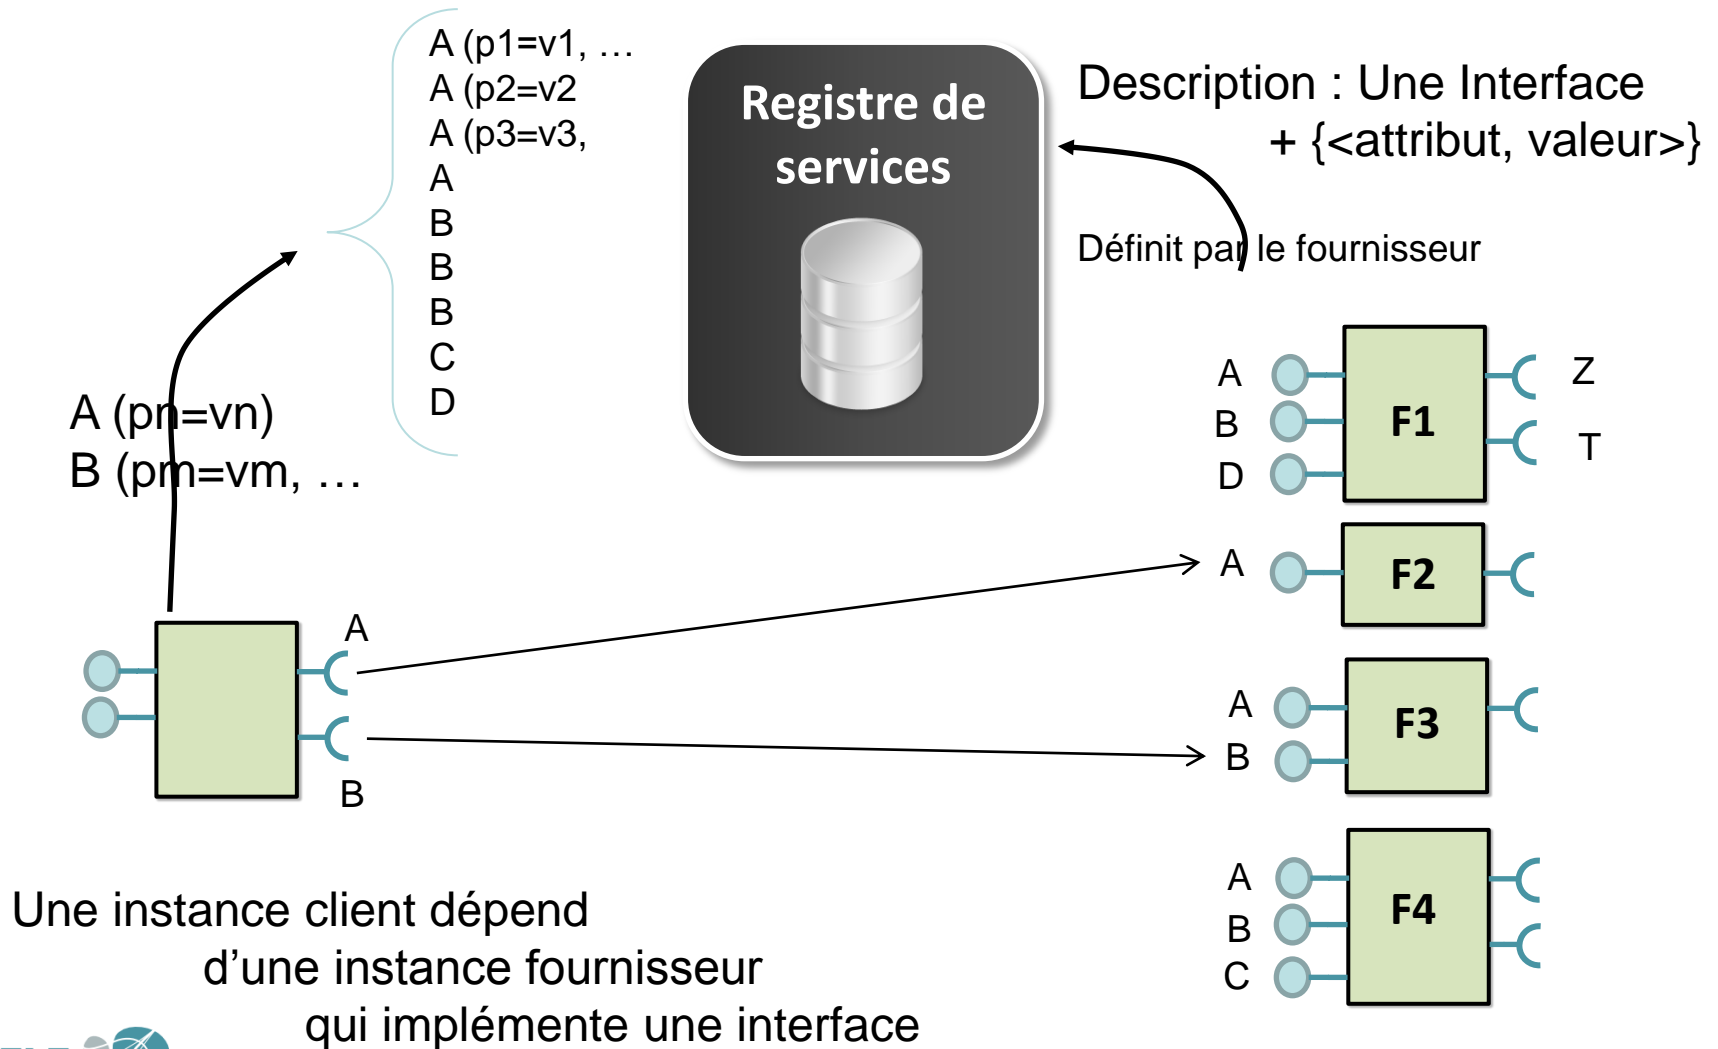 A (p1=v1, …
A (p2=v2
A (p3=v3,
A
B
B
B
C
D
Registre de
services
Description : Une Interface
+ {<attribut, valeur>}
Définit par le fournisseur
A (pn=vn)
B (pm=vm, …
A
B
A
B
D
F1
Z
T
A
F2
A
B
F3
A
B
C
F4
Une instance client dépend
d’une instance fournisseur
qui implémente une interface